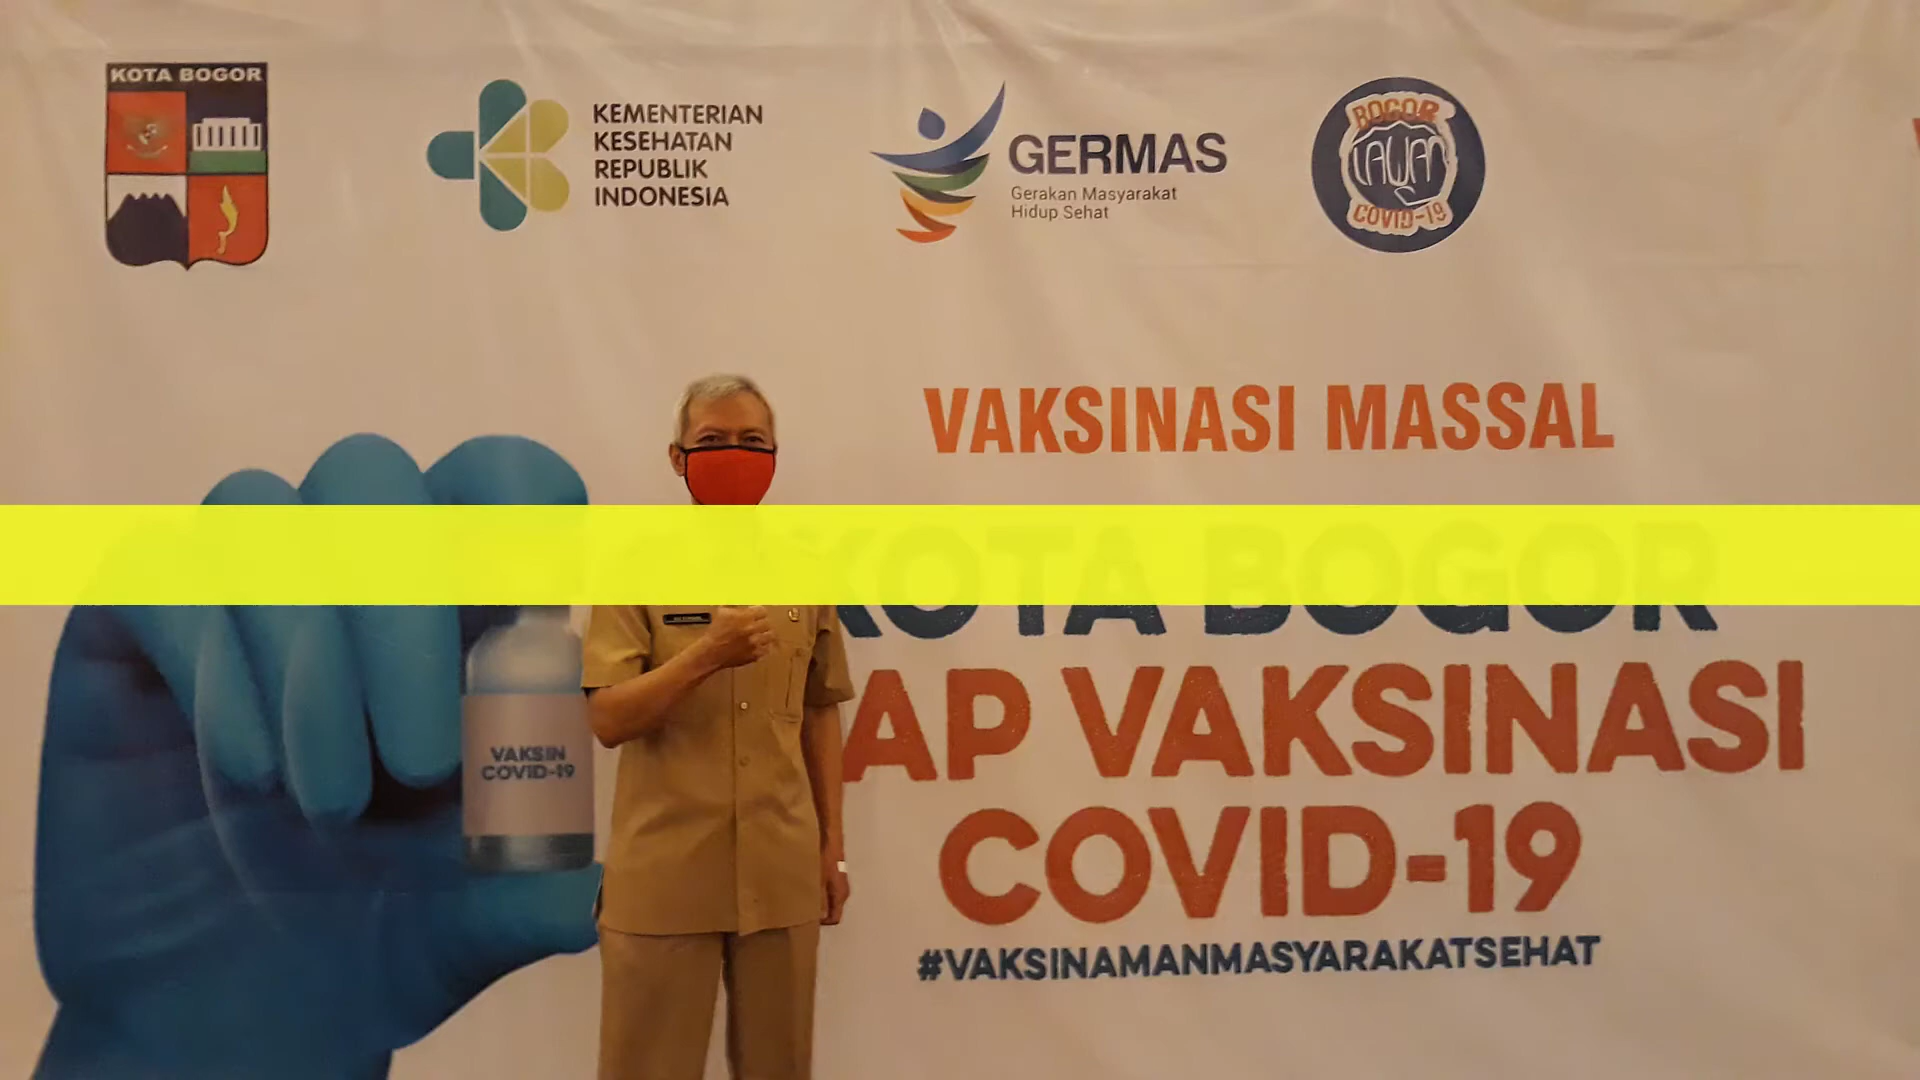 KOTA BOGOR
KEMENTERIAN
KESEHATAN
REPUBLIK
INDONESIA
GERMAS
Gerakan Masyarakat
Hidup Sehat
BOGOR
LAWAN
COVID-19
VAKSINASI MASSAL
KOTA BOGOR
AP VAKSINASI
COVID-19
#VAKSINAMANMASYARAKATSEHAT
VAKSIN
COVID-19